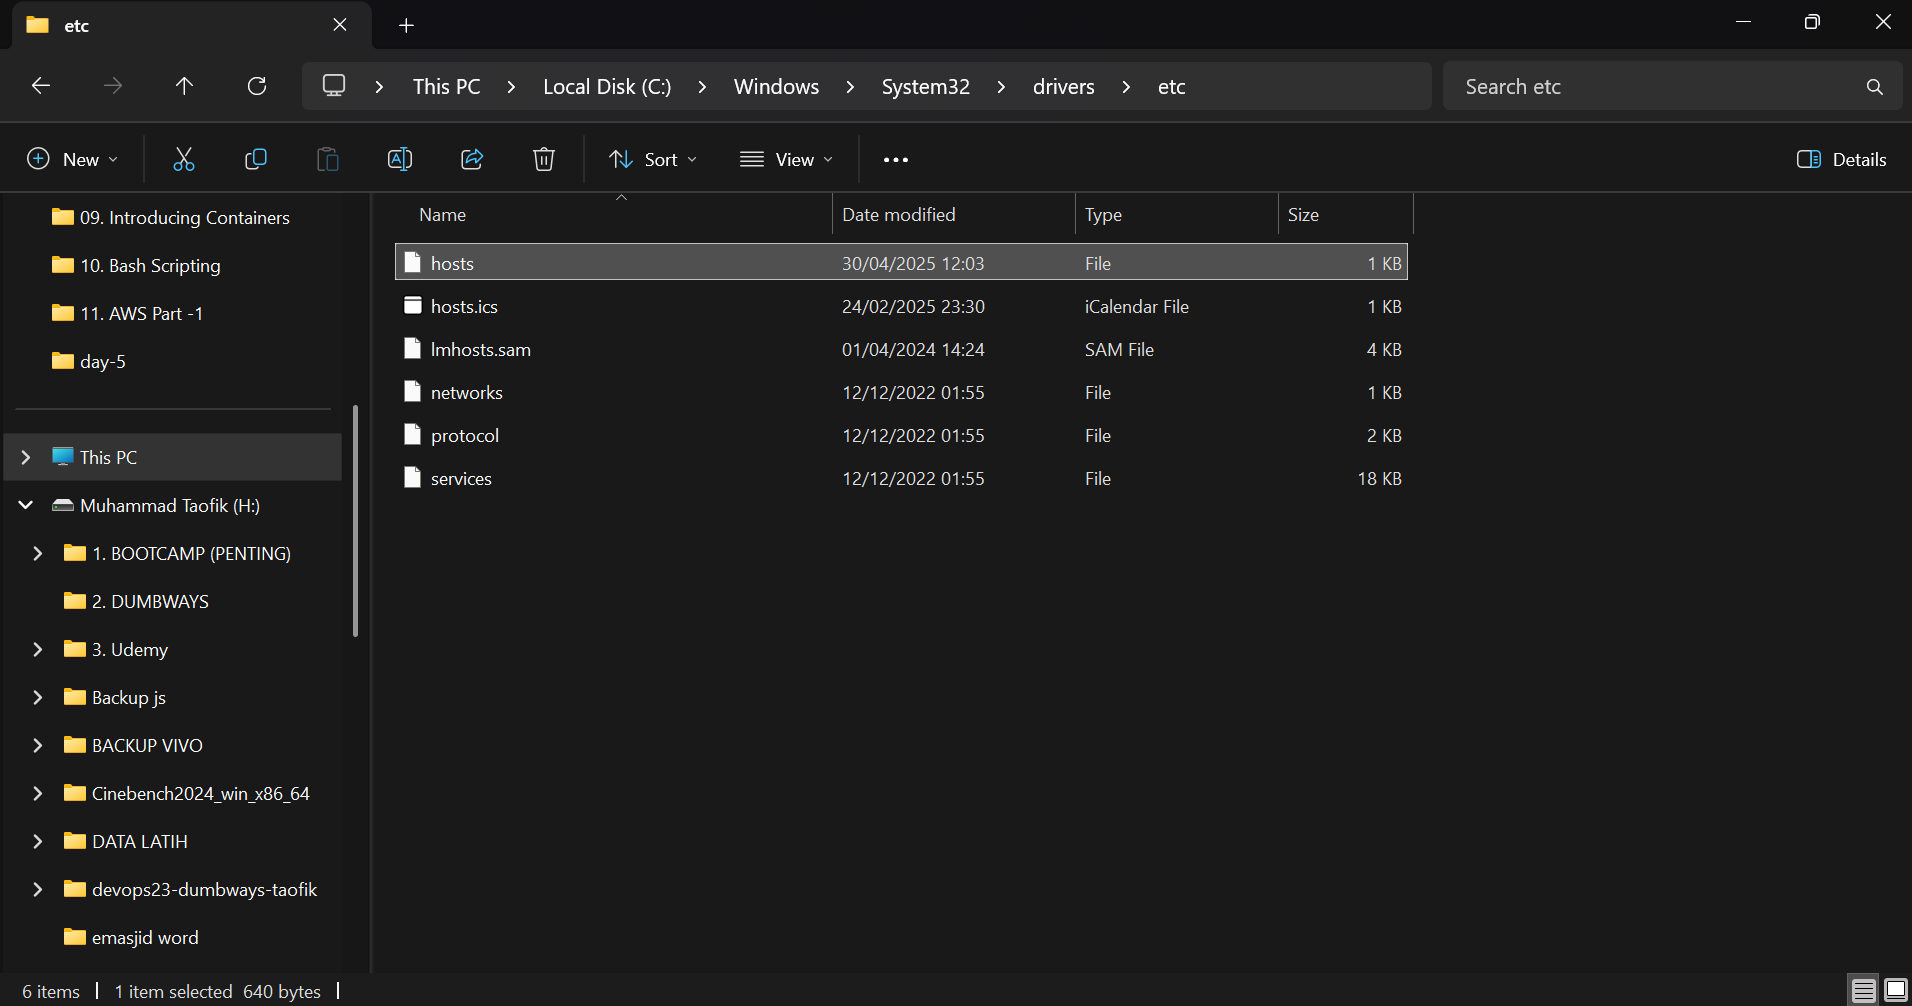 etc
This PC > Local Disk (C:) > Windows > System32 > drivers > etc
Search etc
New
Sort
View
Details
09. Introducing Containers
10. Bash Scripting
11. AWS Part -1
day-5
This PC
Muhammad Taofik (H:)
1. BOOTCAMP (PENTING)
2. DUMBWAYS
3. Udemy
Backup js
BACKUP VIVO
Cinebench2024_win_x86_64
DATA LATIH
devops23-dumbways-taofik
emasjid word
Name Date modified Type Size
hosts 30/04/2025 12:03 File 1 KB
hosts.ics 24/02/2025 23:30 iCalendar File 1 KB
lmhosts.sam 01/04/2024 14:24 SAM File 4 KB
networks 12/12/2022 01:55 File 1 KB
protocol 12/12/2022 01:55 File 2 KB
services 12/12/2022 01:55 File 18 KB
6 items | 1 item selected 640 bytes |